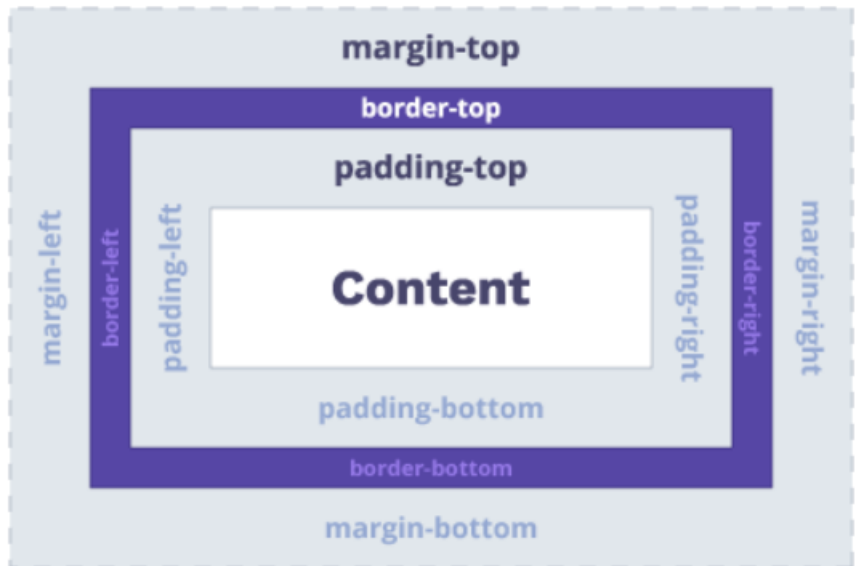 margin-top
border-top
padding-top
margin-left
border-left
padding-left
Content
padding-right
border-right
margin-right
padding-bottom
border-bottom
margin-bottom